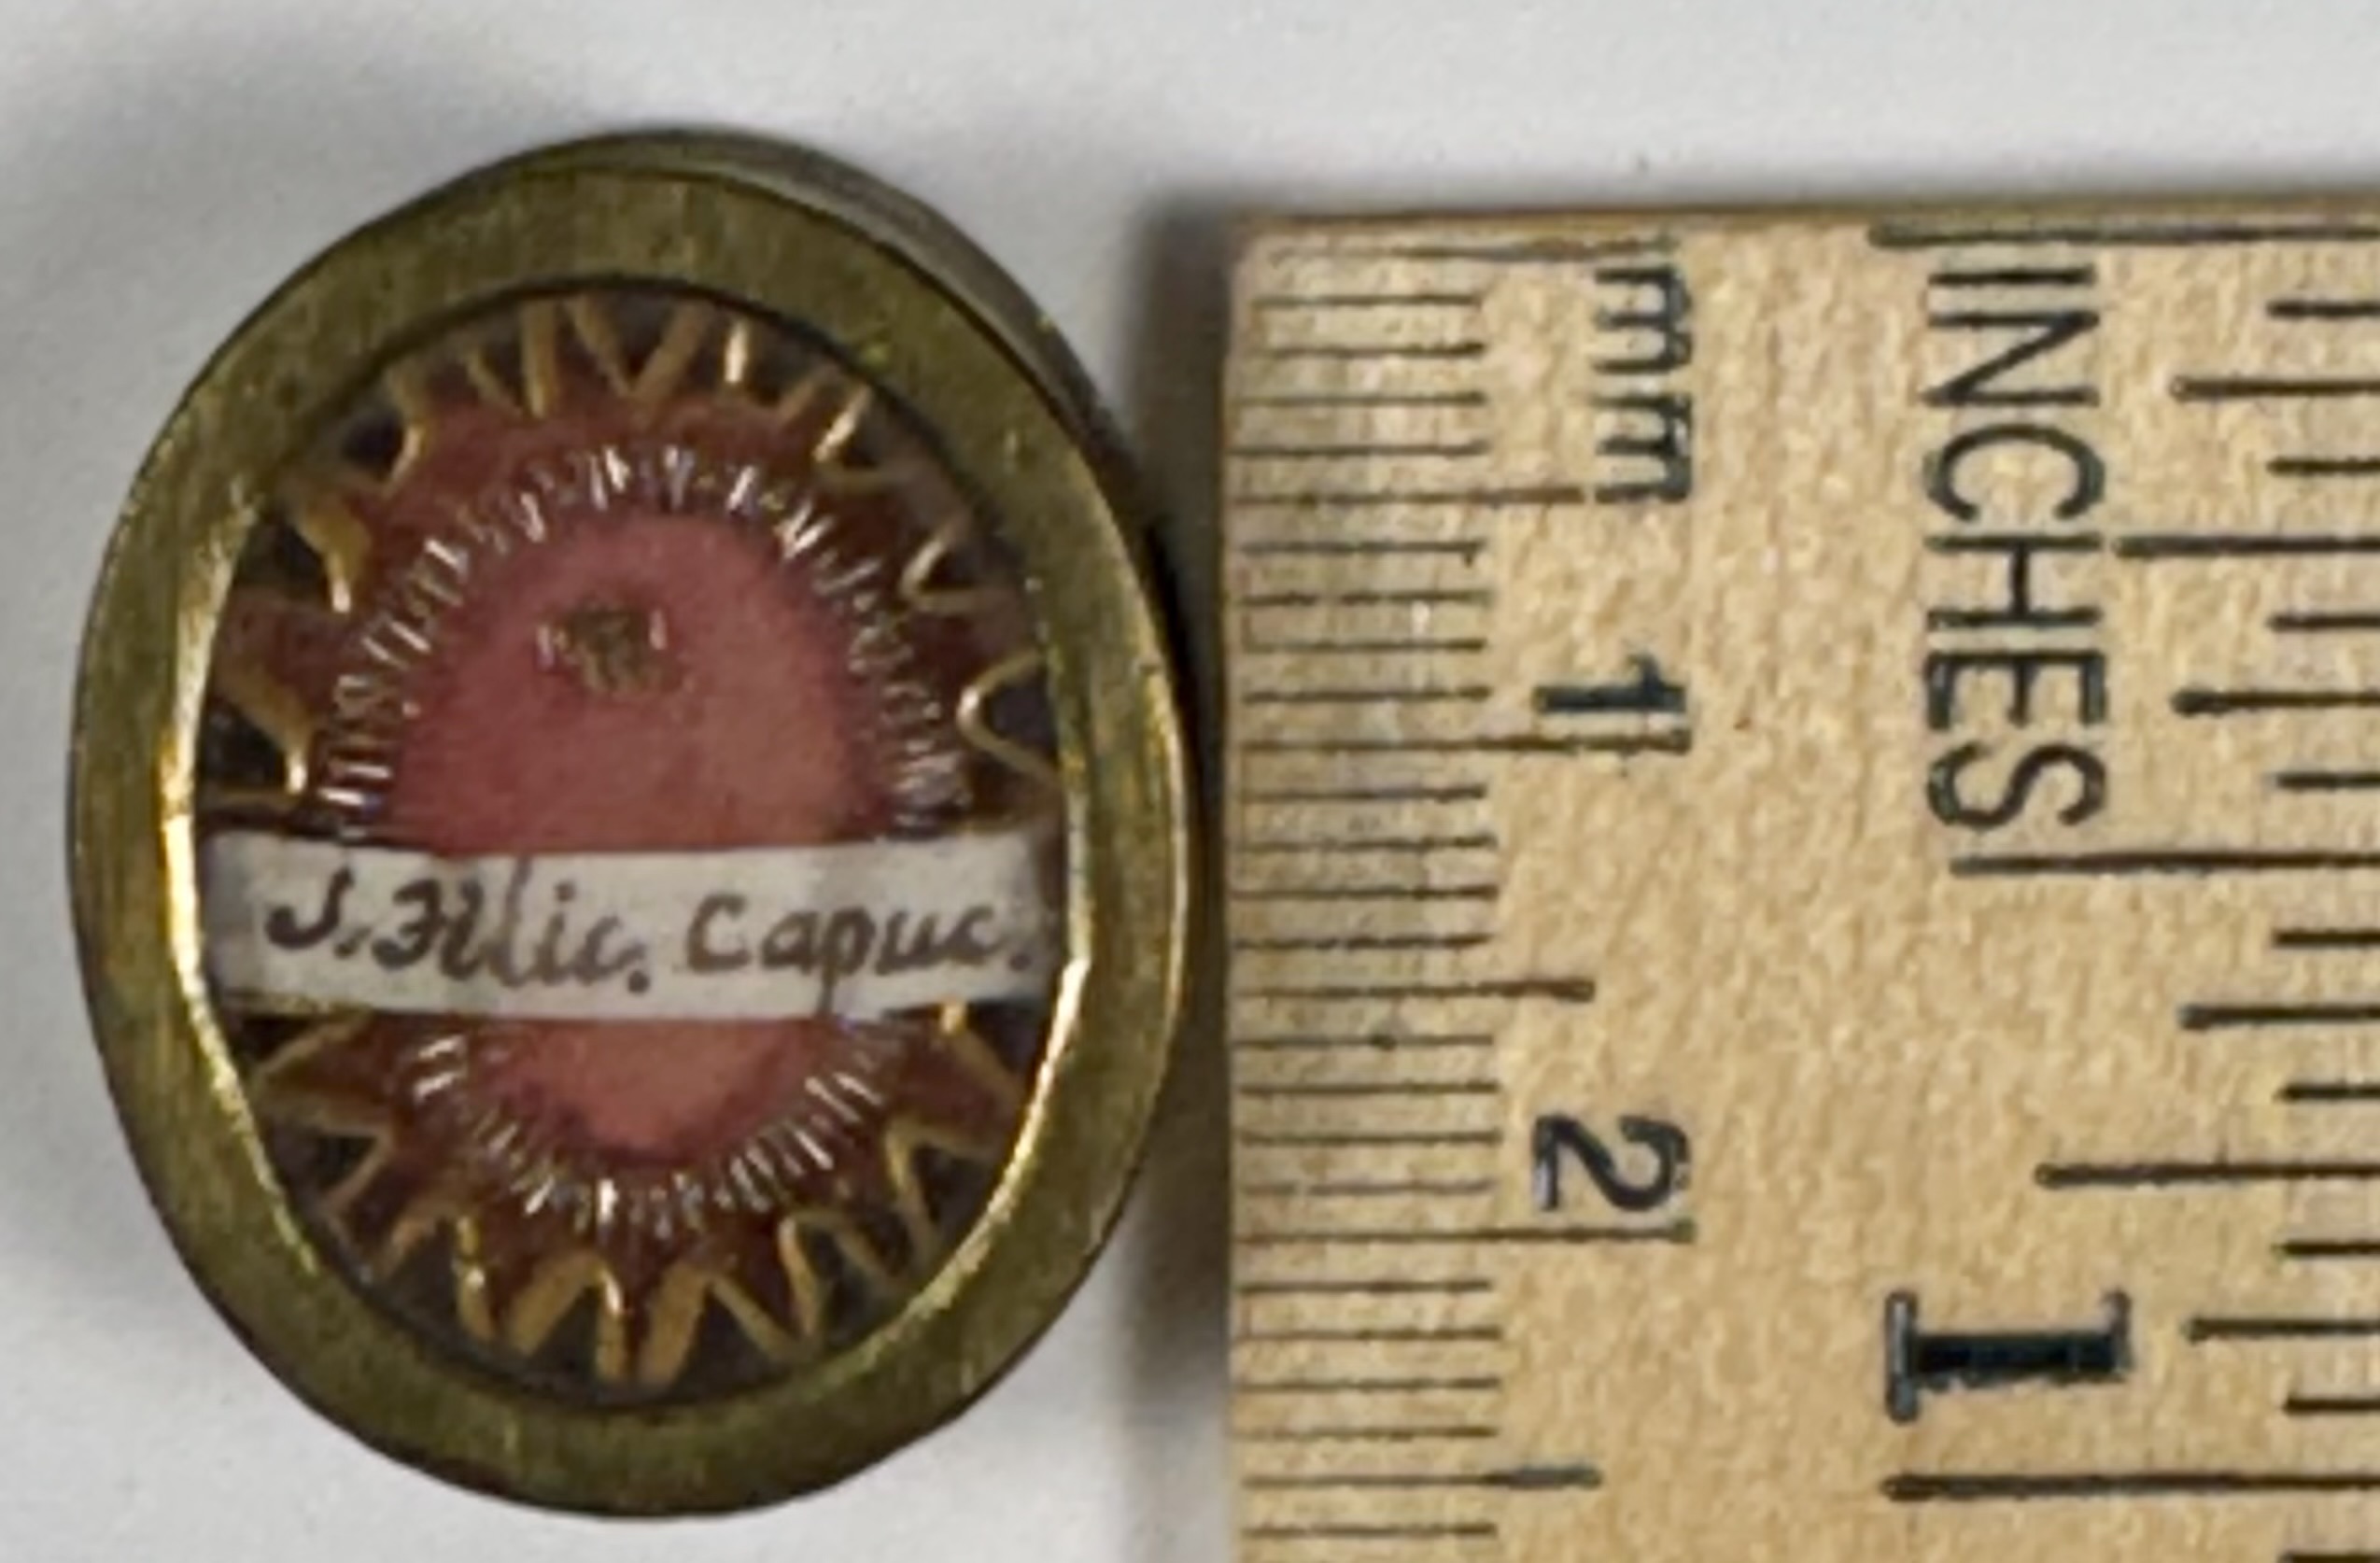 S. Felic. Capuc.
mm 1 2
INCHES 1